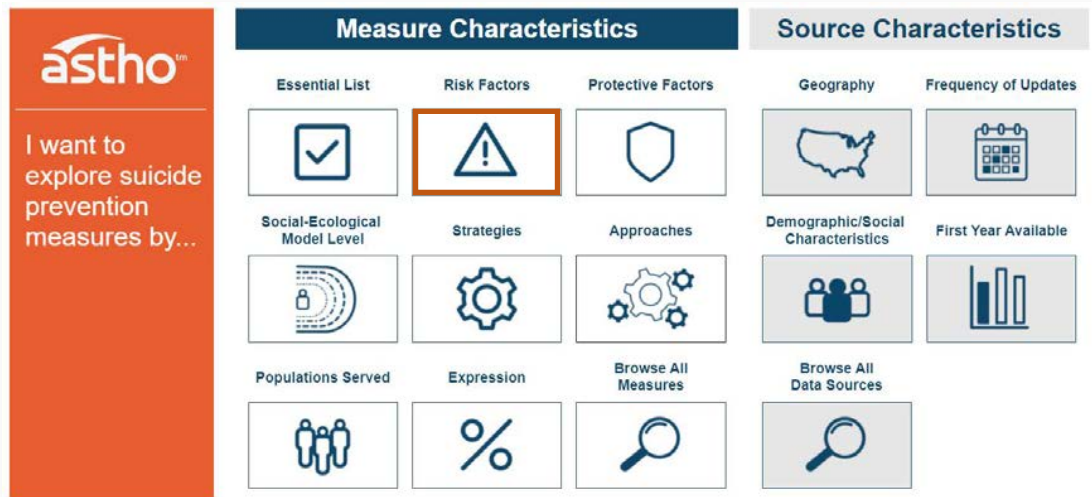 astho™
I want to
explore suicide
prevention
measures by...
Measure Characteristics
Essential List
Risk Factors
Protective Factors
Social-Ecological
Model Level
Strategies
Approaches
Populations Served
Expression
Browse All
Measures
Source Characteristics
Geography
Frequency of Updates
Demographic/Social
Characteristics
First Year Available
Browse All
Data Sources